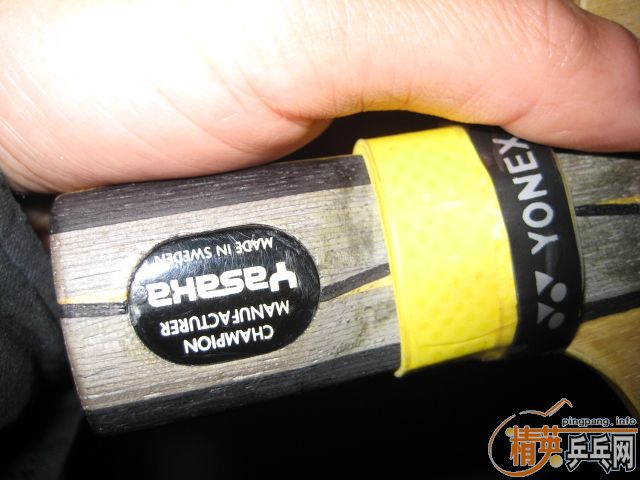 CHAMPION
MANUFACTURER
Yasaka
MADE IN SWEDEN
YONEX
pingpang.info
精英乒乓网